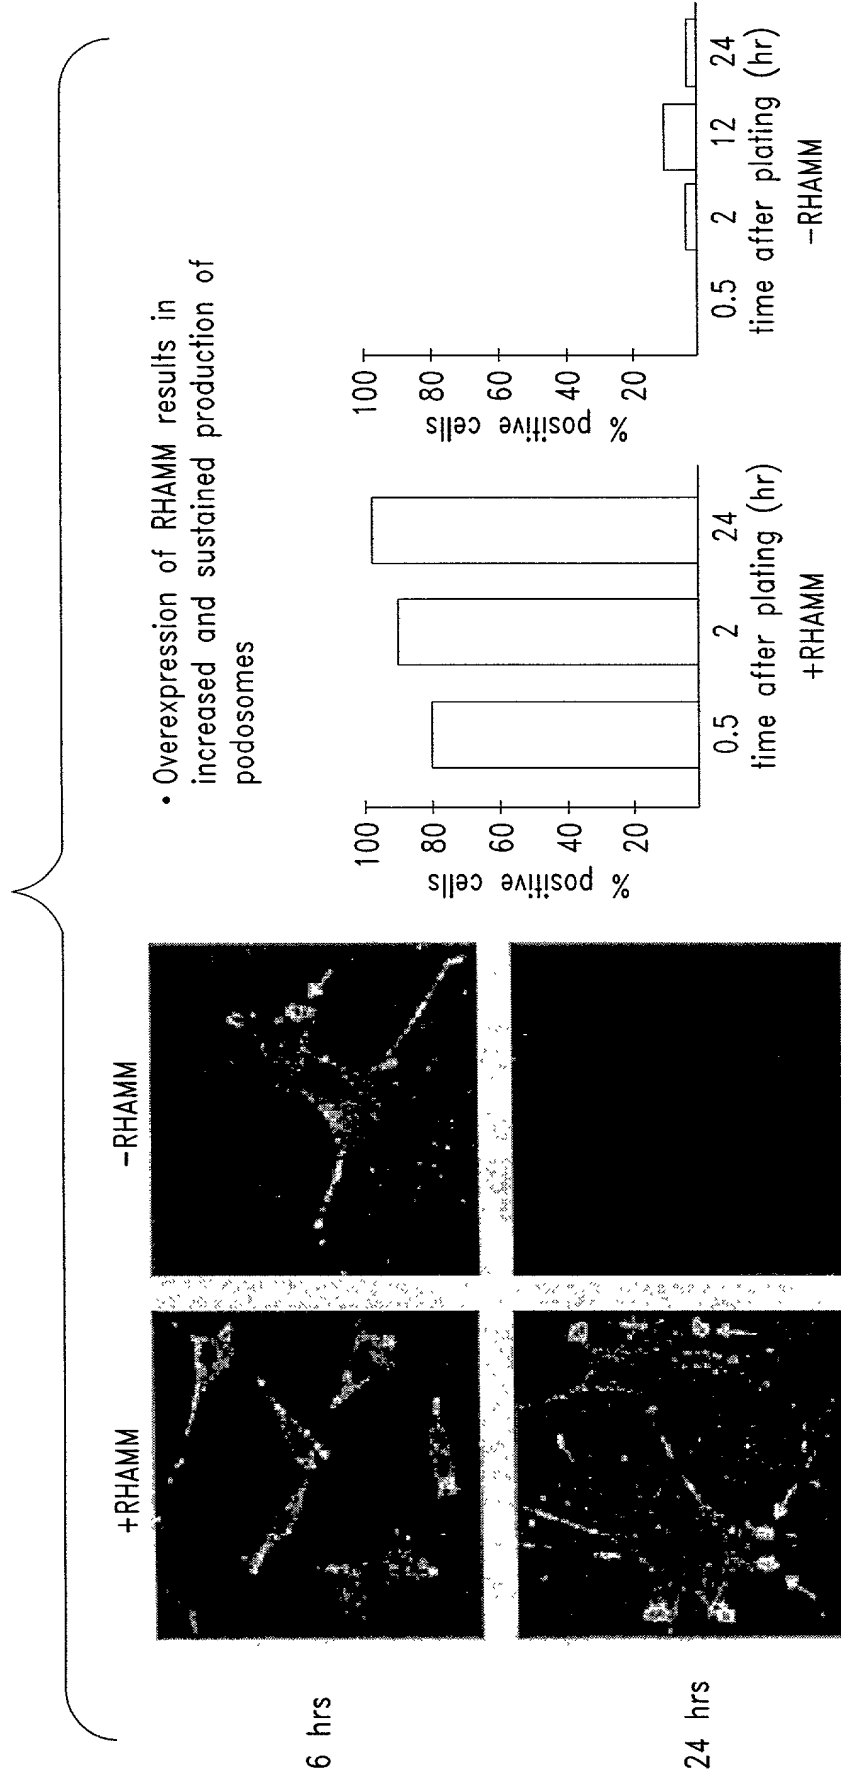 +RHAMM
-RHAMM
6 hrs
24 hrs
• Overexpression of RHAMM results in
increased and sustained production of
podosomes
% positive cells
100
80
60
40
20
0.5 2 24
time after plating (hr)
+RHAMM
% positive cells
100
80
60
40
20
0.5 2 12 24
time after plating (hr)
-RHAMM